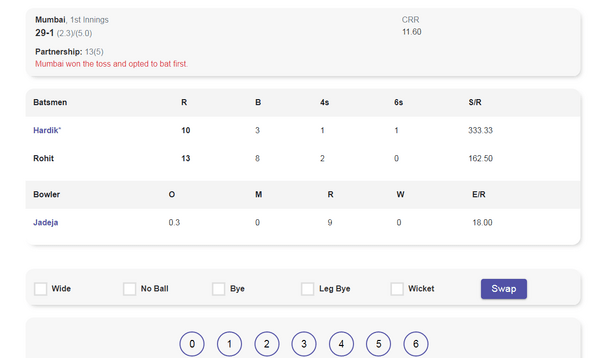 Mumbai, 1st Innings CRR
29-1 (2.3)/(5.0) 11.60
Partnership: 13(5)
Mumbai won the toss and opted to bat first.
Batsmen R B 4s 6s S/R
Hardik* 10 3 1 1 333.33
Rohit 13 8 2 0 162.50
Bowler O M R W E/R
Jadeja 0.3 0 9 0 18.00
Wide No Ball Bye Leg Bye Wicket Swap
0 1 2 3 4 5 6